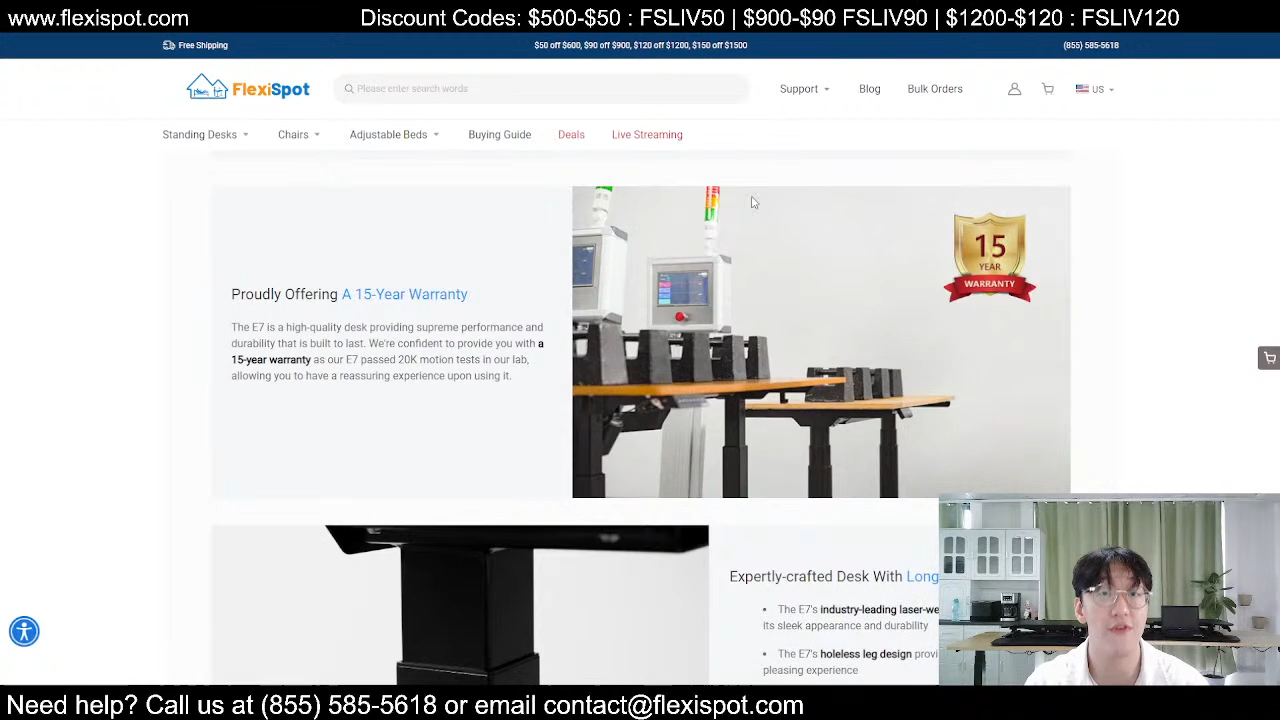 www.flexispot.com
Discount Codes: $500-$50 : FSLIV50 | $900-$90 FSLIV90 | $1200-$120 : FSLIV120
Free Shipping
$50 off $600, $90 off $900, $120 off $1200, $150 off $1500
(855) 585-5618
FlexiSpot
Please enter search words
Support
Blog
Bulk Orders
US
Standing Desks
Chairs
Adjustable Beds
Buying Guide
Deals
Live Streaming
15
YEAR
WARRANTY
Proudly Offering A 15-Year Warranty
The E7 is a high-quality desk providing supreme performance and
durability that is built to last. We're confident to provide you with a
15-year warranty as our E7 passed 20K motion tests in our lab,
allowing you to have a reassuring experience upon using it.
Expertly-crafted Desk With Long
• The E7's industry-leading laser-we
its sleek appearance and durability
• The E7's holeless leg design provi
pleasing experience
Need help? Call us at (855) 585-5618 or email contact@flexispot.com